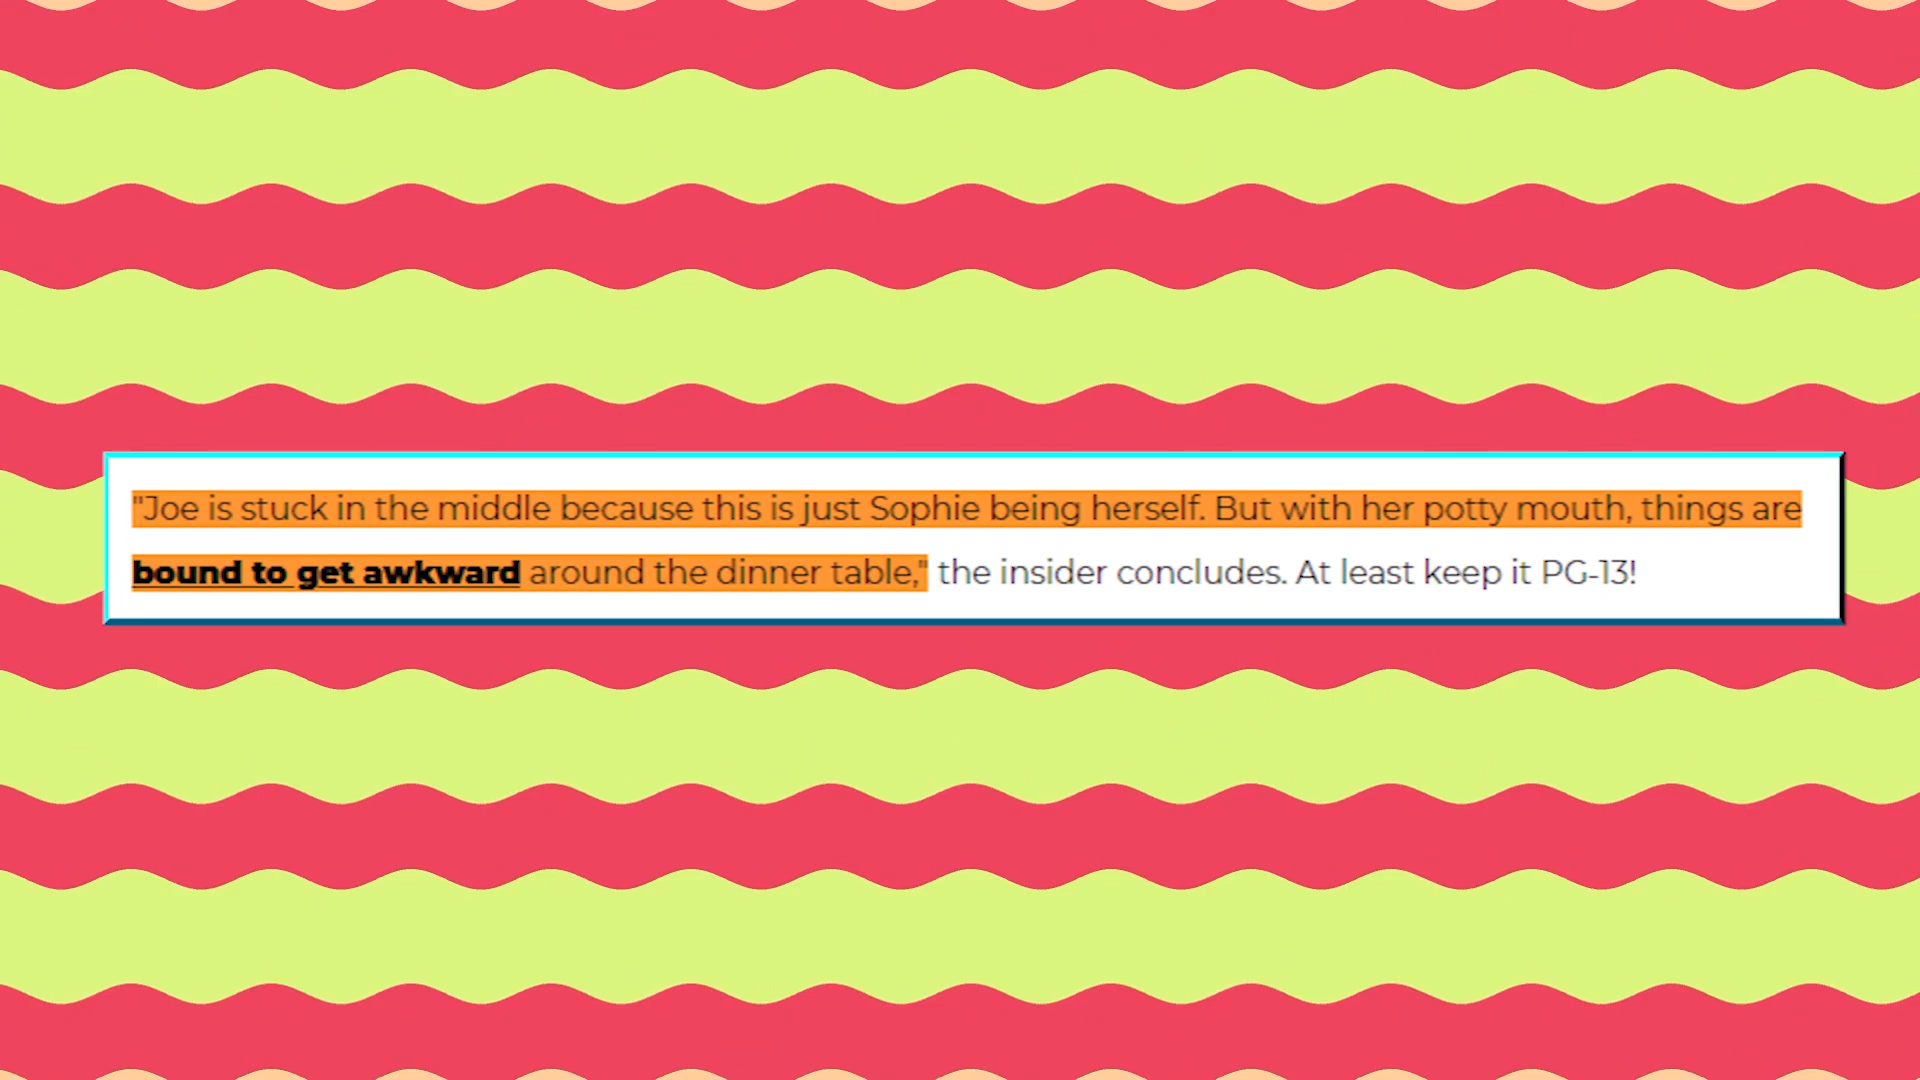 "Joe is stuck in the middle because this is just Sophie being herself. But with her potty mouth, things are
bound to get awkward around the dinner table," the insider concludes. At least keep it PG-13!